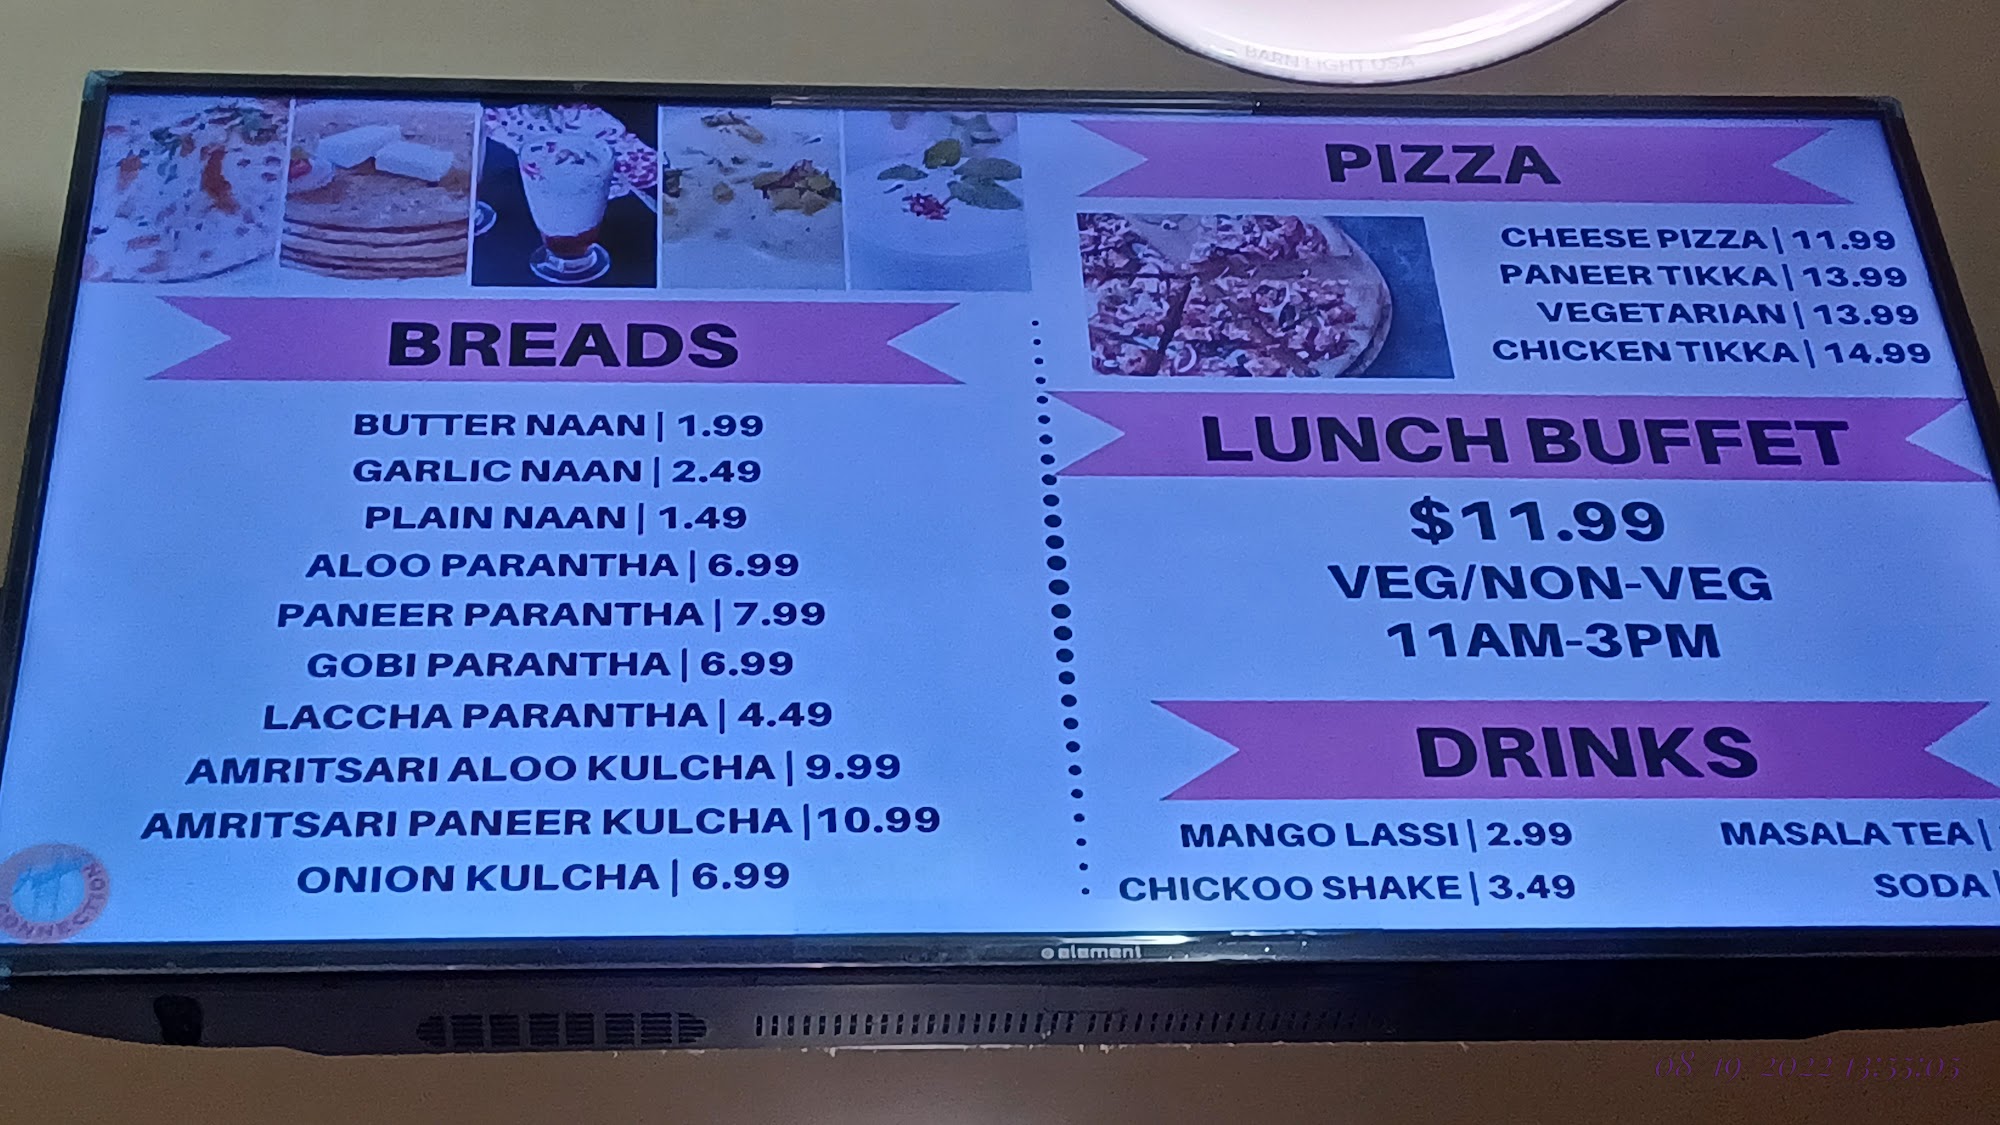 BARN LIGHT USA
BREADS
BUTTER NAAN | 1.99
GARLIC NAAN | 2.49
PLAIN NAAN | 1.49
ALOO PARANTHA | 6.99
PANEER PARANTHA | 7.99
GOBI PARANTHA | 6.99
LACCHA PARANTHA | 4.49
AMRITSARI ALOO KULCHA | 9.99
AMRITSARI PANEER KULCHA | 10.99
ONION KULCHA | 6.99
PIZZA
CHEESE PIZZA | 11.99
PANEER TIKKA | 13.99
VEGETARIAN | 13.99
CHICKEN TIKKA | 14.99
LUNCH BUFFET
$11.99
VEG/NON-VEG
11AM-3PM
DRINKS
MANGO LASSI | 2.99 MASALA TEA |
CHICKOO SHAKE | 3.49 SODA |
element